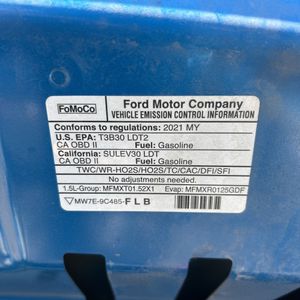 FoMoCo
Ford Motor Company
VEHICLE EMISSION CONTROL INFORMATION
Conforms to regulations: 2021 MY
U.S. EPA: T3B30 LDT2
CA OBD II Fuel: Gasoline
California: SULEV30 LDT
CA OBD II Fuel: Gasoline
TWC/WR-HO2S/HO2S/TC/CAC/DFI/SFI
No adjustments needed
1.5L-Group: MFMXT01.52X1 Evap: MFMXR0125GDF
MW7E-9C485-FLB